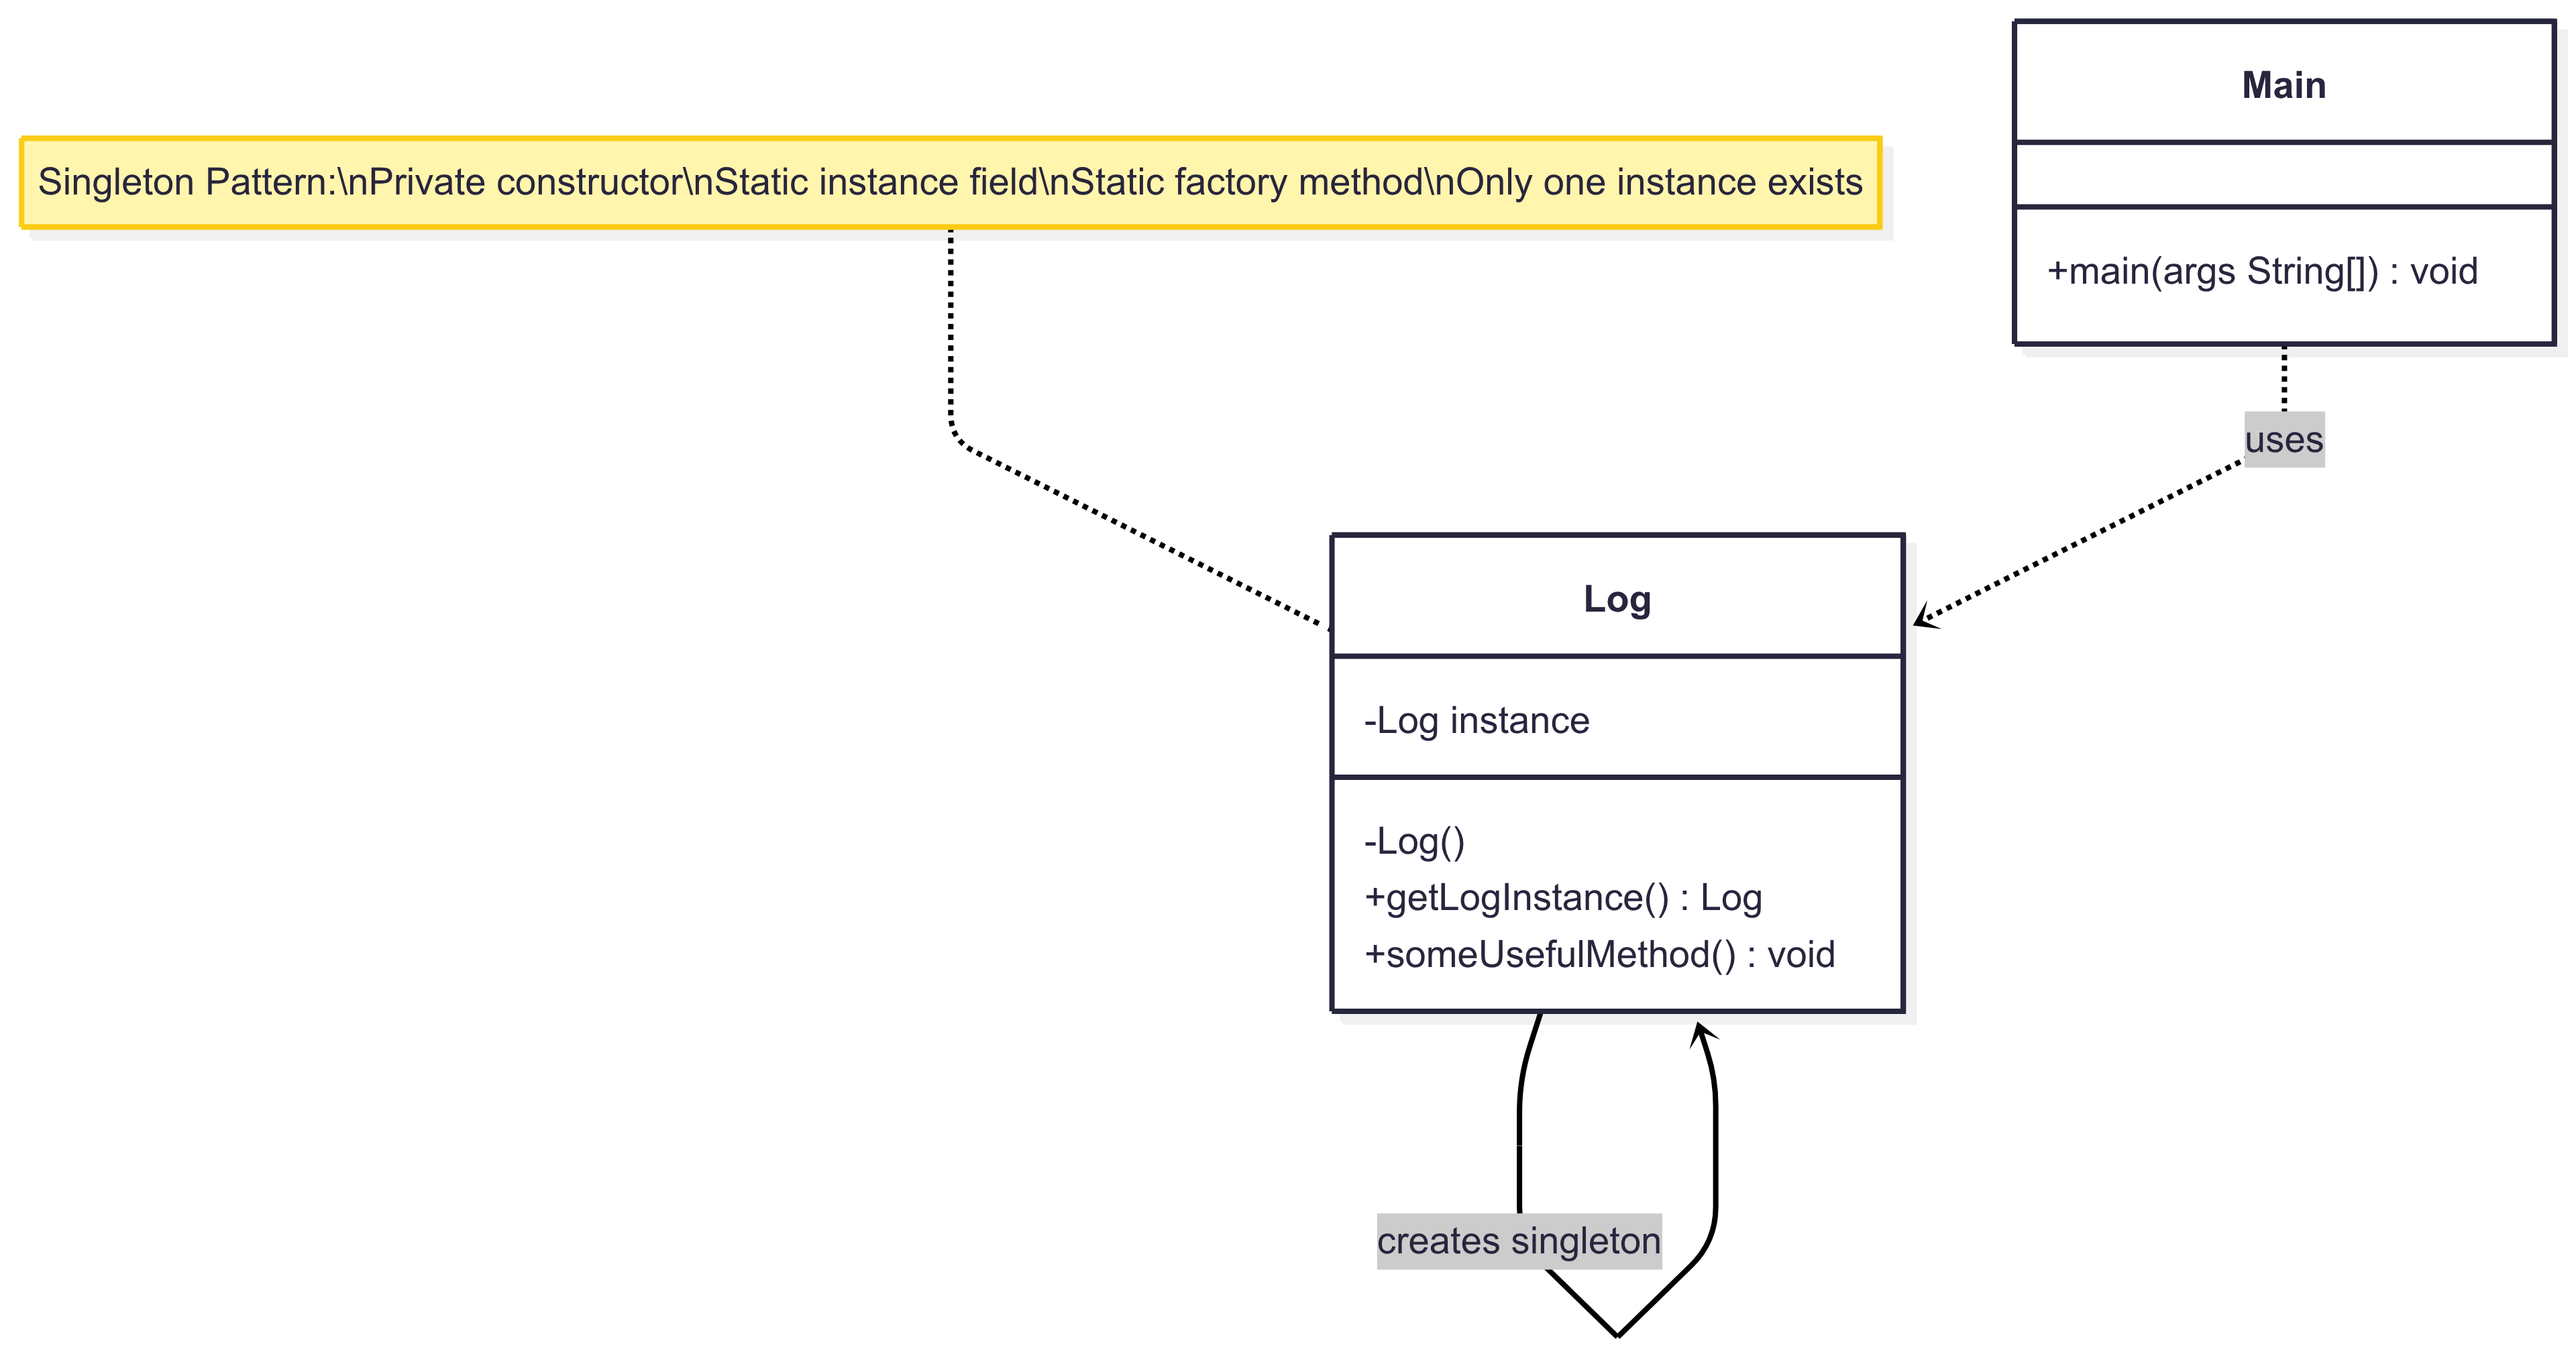 Main
Singleton Pattern:\nPrivate constructor\nStatic instance field\nStatic factory method\nOnly one instance exists
+main(args String[]) : void
uses
Log
-Log instance
-Log()
+getLogInstance() : Log
+someUsefulMethod() : void
creates singleton